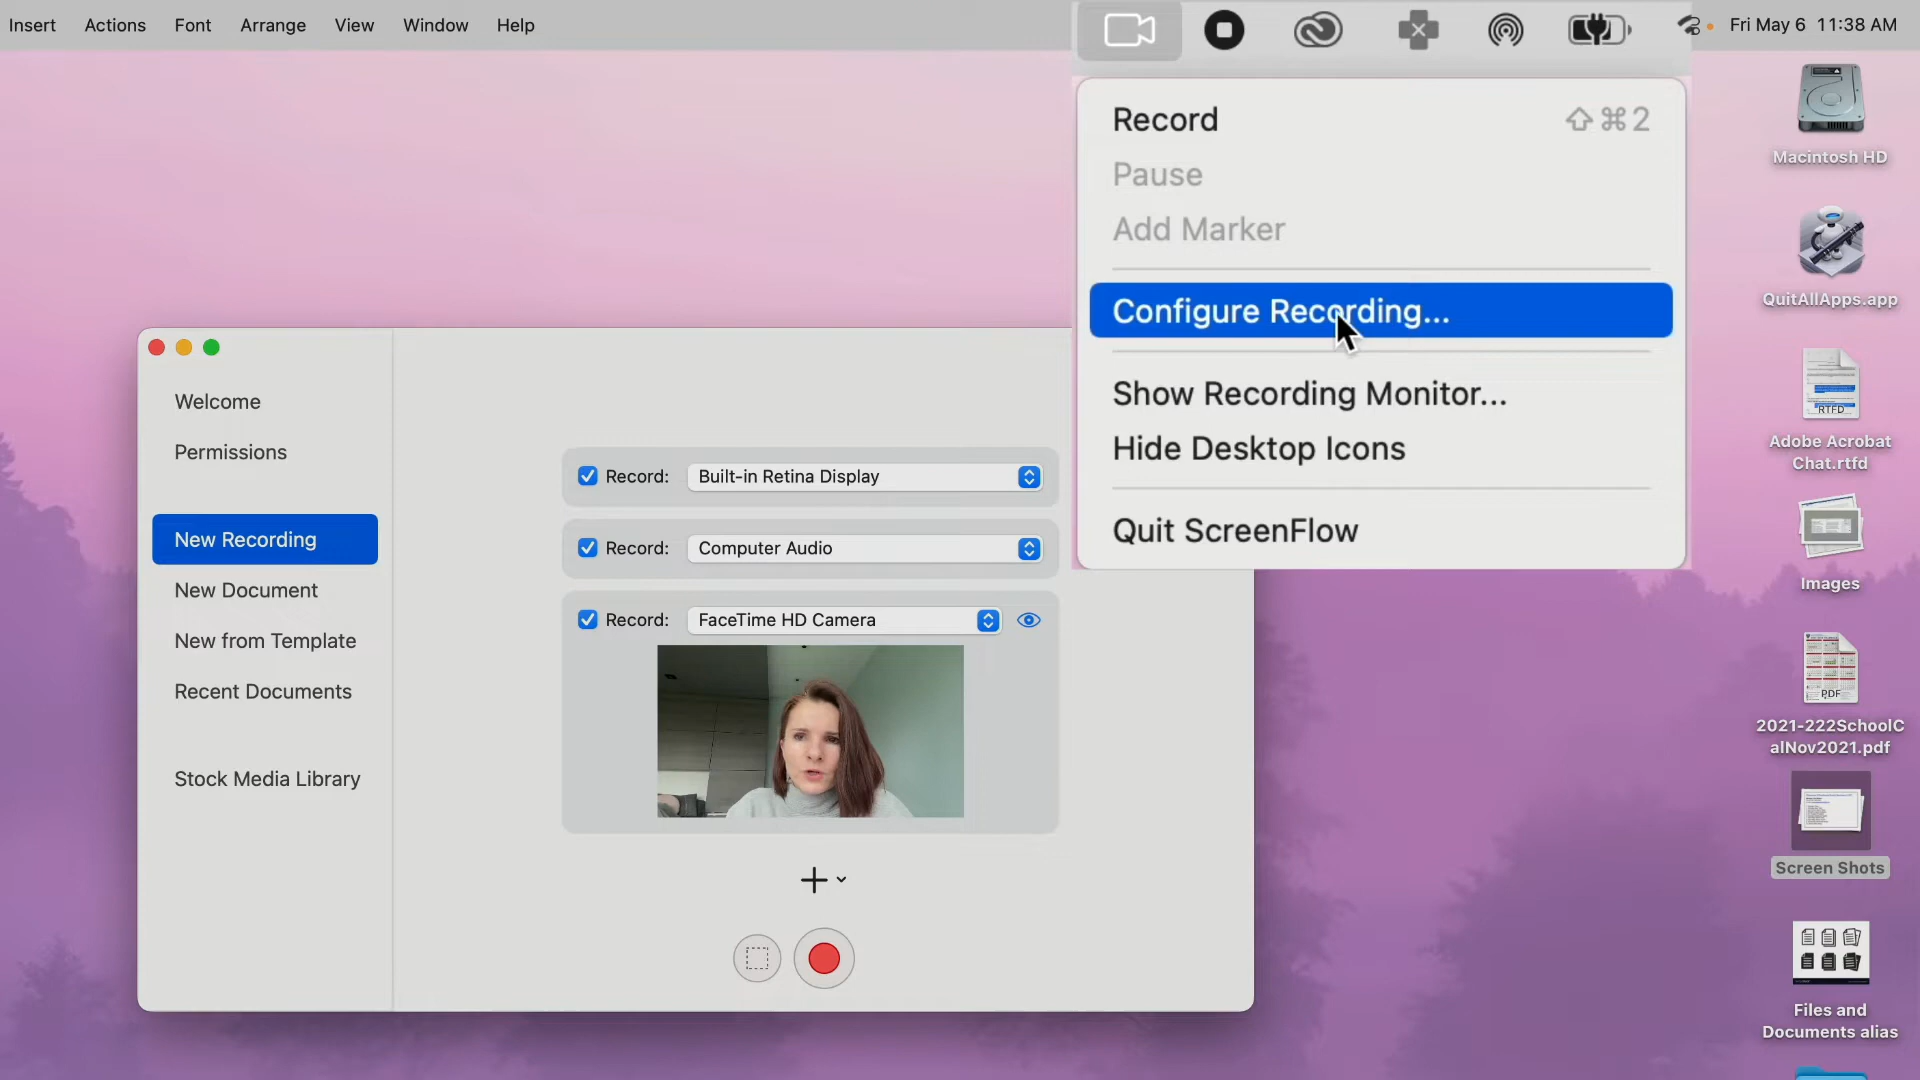 Insert Actions Font Arrange View Window Help
Fri May 6 11:38 AM
Record ⇧⌘2
Pause
Add Marker
Configure Recording...
Show Recording Monitor...
Hide Desktop Icons
Quit ScreenFlow
Welcome
Permissions
New Recording
New Document
New from Template
Recent Documents
Stock Media Library
Record: Built-in Retina Display
Record: Computer Audio
Record: FaceTime HD Camera
Macintosh HD
QuitAllApps.app
RTFD
Adobe Acrobat
Chat.rtfd
Images
PDF
2021-222SchoolC
alNov2021.pdf
Screen Shots
Files and
Documents alias